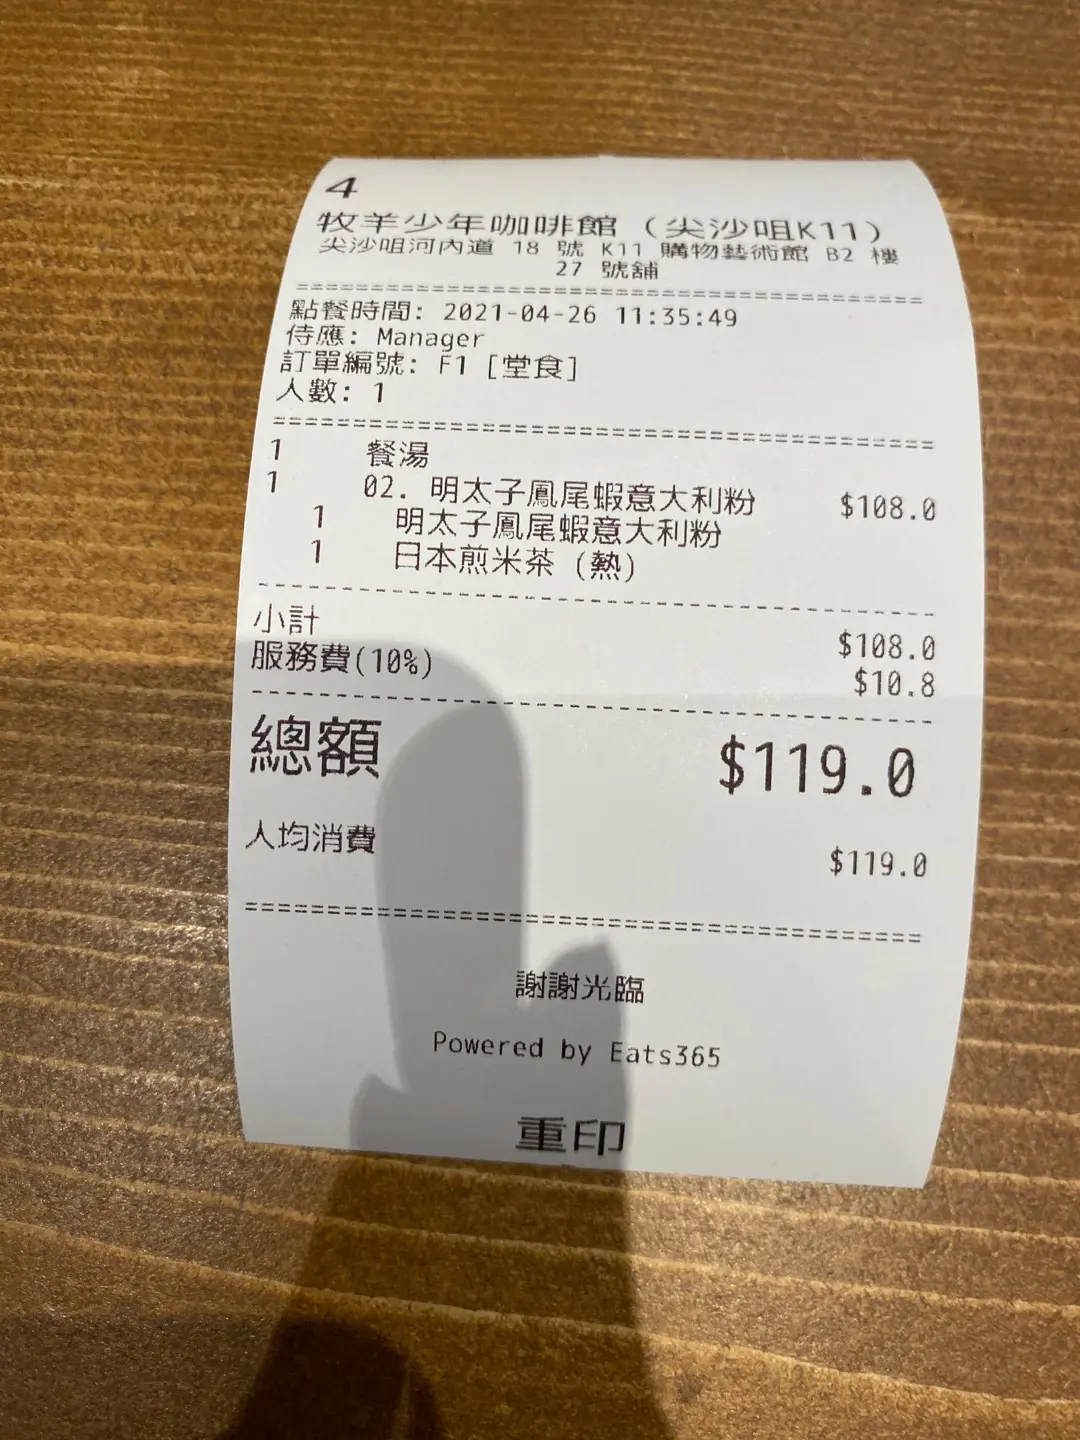 4
牧羊少年咖啡館（尖沙咀K11）
尖沙咀河內道 18 號 K11 購物藝術館 B2 樓
27 號舖
點餐時間: 2021-04-26 11:35:49
侍應: Manager
訂單編號: F1 [堂食]
人數: 1
1 餐湯
1 02. 明太子鳳尾蝦意大利粉 $108.0
1 明太子鳳尾蝦意大利粉
1 日本煎米茶 (熱)
小計 $108.0
服務費(10%) $10.8
總額 $119.0
人均消費 $119.0
謝謝光臨
Powered by Eats365
重印